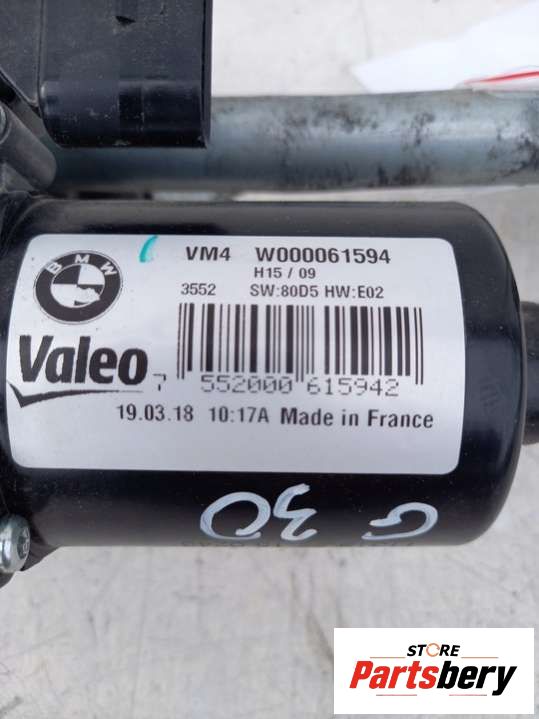 VM4 W000061594
H15 / 09
3552 SW:80D5 HW:E02
BMW
Valeo
7 552000 615942
19.03.18 10:17A Made in France
G 30
STORE
Partsbery